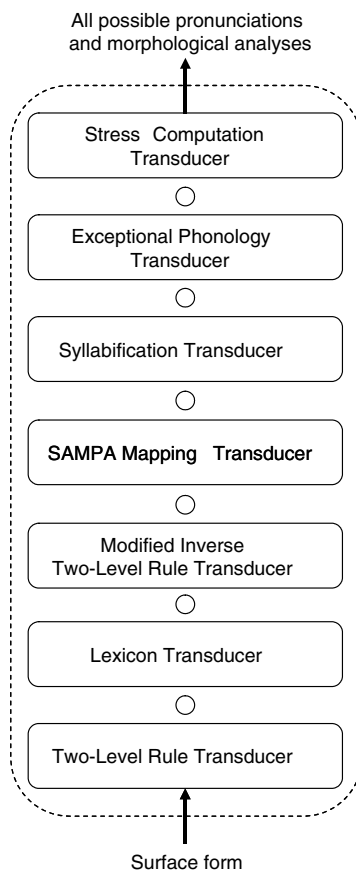 All possible pronunciations
and morphological analyses
Stress Computation
Transducer
Exceptional Phonology
Transducer
Syllabification Transducer
SAMPA Mapping Transducer
Modified Inverse
Two-Level Rule Transducer
Lexicon Transducer
Two-Level Rule Transducer
Surface form